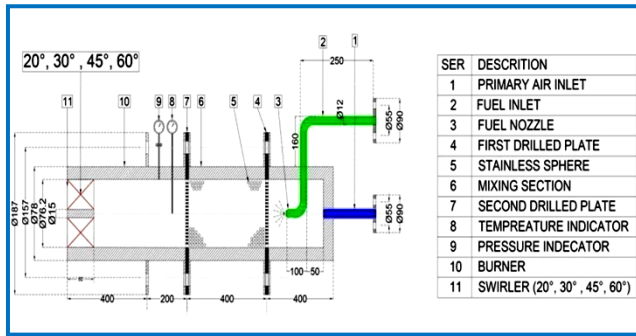 20°, 30° , 45°, 60°
11
10
9
8
7
6
5
4
3
2
1
250
Ø12
160
Ø55
Ø90
Ø55
Ø90
Ø187
Ø157
Ø78
Ø76.2
Ø15
100
50
400
200
400
400
SER DESCRITION
1 PRIMARY AIR INLET
2 FUEL INLET
3 FUEL NOZZLE
4 FIRST DRILLED PLATE
5 STAINLESS SPHERE
6 MIXING SECTION
7 SECOND DRILLED PLATE
8 TEMPREATURE INDICATOR
9 PRESSURE INDECATOR
10 BURNER
11 SWIRLER (20°, 30° , 45°, 60°)